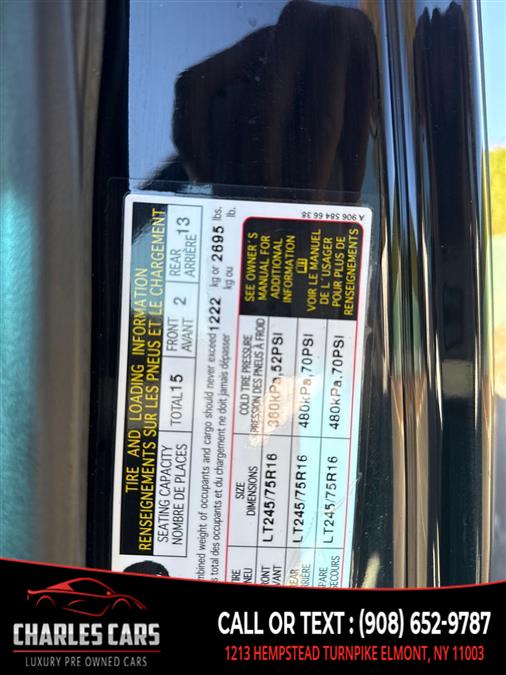 TIRE AND LOADING INFORMATION
RENSEIGNEMENTS SUR LES PNEUS ET LE CHARGEMENT
SEATING CAPACITY
NOMBRE DE PLACES
TOTAL 15
FRONT
AVANT 2
REAR
ARRIÈRE 13
mbined weight of occupants and cargo should never exceed 1222 kg or 2695 lbs.
s total des occupants et du chargement ne doit jamais dépasser kg ou lb.
SIZE
DIMENSIONS
COLD TIRE PRESSURE
PRESSION DES PNEUS À FROID
LT245/75R16 360kPa,52PSI
LT245/75R16 480kPa,70PSI
LT245/75R16 480kPa,70PSI
SEE OWNER'S
MANUAL FOR
ADDITIONAL
INFORMATION
VOIR LE MANUEL
DE L'USAGER
POUR PLUS DE
RENSEIGNEMENTS
A 906 584 66 38
CHARLES CARS
LUXURY PRE OWNED CARS
CALL OR TEXT : (908) 652-9787
1213 HEMPSTEAD TURNPIKE ELMONT, NY 11003